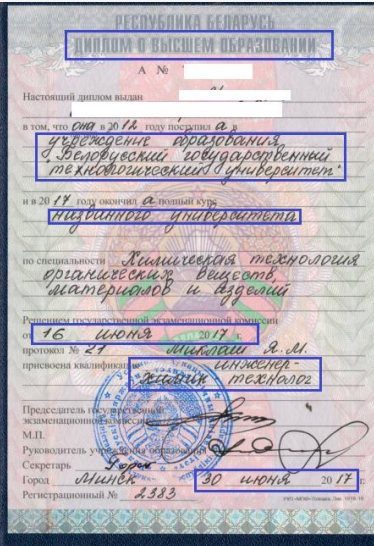 РЕСПУБЛИКА БЕЛАРУСЬ
ДИПЛОМ О ВЫСШЕМ ОБРАЗОВАНИИ
А №
Настоящий диплом выдан
в том, что она в 2012 году поступил а в
учреждение образования
"Белорусский государственный
технологический университет"
и в 2017 году окончил а полный курс
названного университета
по специальности Химическая технология
органических веществ,
материалов и изделий
Решением государственной экзаменационной комиссии
от 16 июня 2017 г.
протокол № 21 Миклаш Я.М.
присвоена квалификация инженер-
химик-технолог
Председатель государственной
экзаменационной комиссии
М.П.
Руководитель учреждения образования
Секретарь
Город Минск 30 июня 2017 г.
Регистрационный № 2383